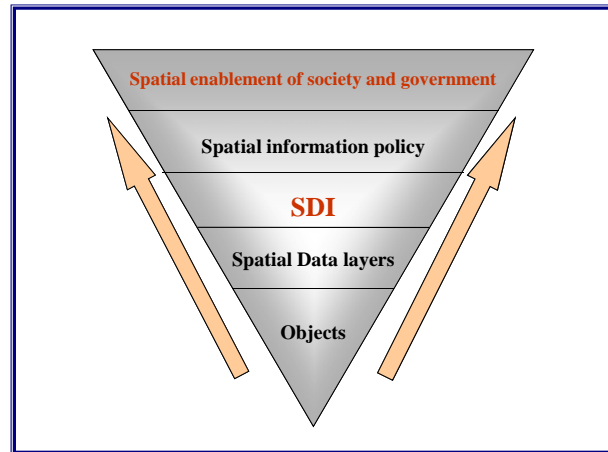 Spatial enablement of society and government
Spatial information policy
SDI
Spatial Data layers
Objects